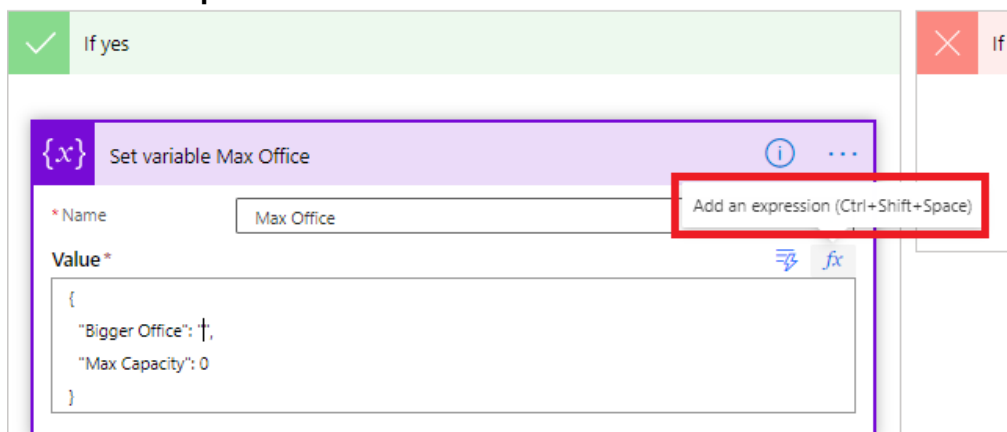 If yes
If
{x} Set variable Max Office
Add an expression (Ctrl+Shift+Space)
* Name
Max Office
Value *
fx
{
"Bigger Office": "",
"Max Capacity": 0
}